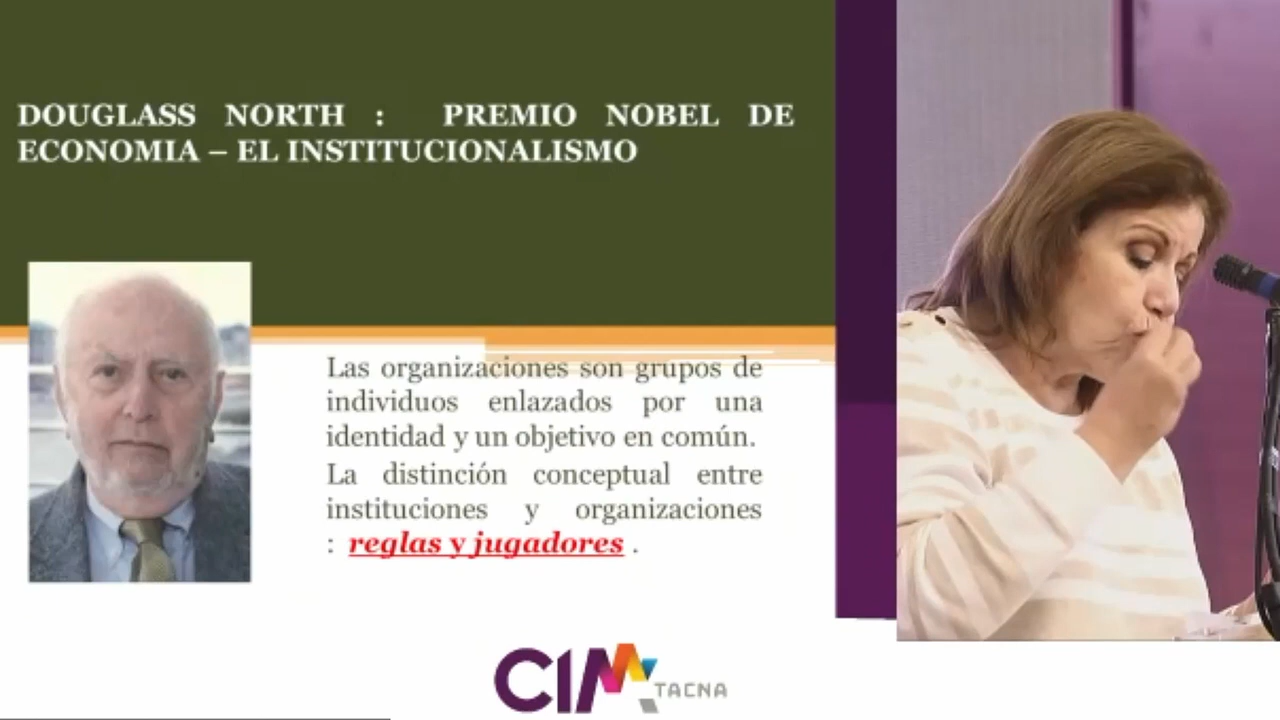 DOUGLASS NORTH : PREMIO NOBEL DE
ECONOMIA – EL INSTITUCIONALISMO
Las organizaciones son grupos de
individuos enlazados por una
identidad y un objetivo en común.
La distinción conceptual entre
instituciones y organizaciones
: reglas y jugadores .
CIM TACNA